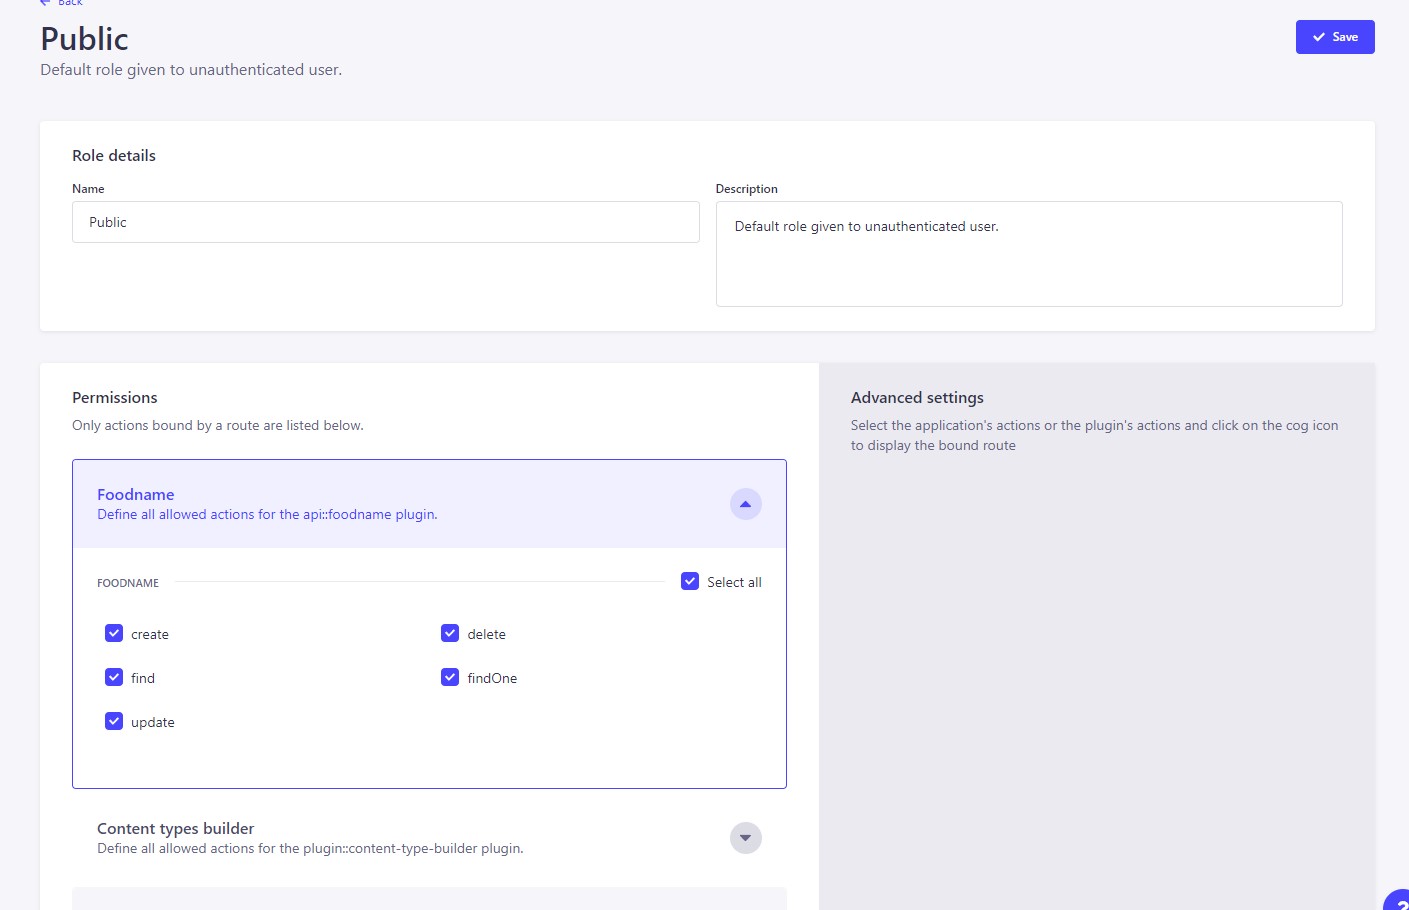 Back
Public
Save
Default role given to unauthenticated user.
Role details
Name
Description
Public
Default role given to unauthenticated user.
Permissions
Only actions bound by a route are listed below.
Advanced settings
Select the application's actions or the plugin's actions and click on the cog icon
to display the bound route
Foodname
Define all allowed actions for the api::foodname plugin.
FOODNAME
Select all
create
delete
find
findOne
update
Content types builder
Define all allowed actions for the plugin::content-type-builder plugin.
?